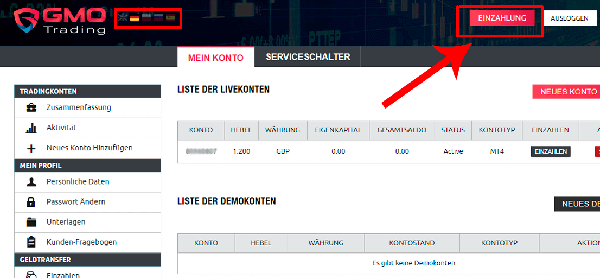 GMO
Trading
EINZAHLUNG
AUSLOGGEN
MEIN KONTO
SERVICESCHALTER
TRADINGKONTEN
Zusammenfassung
Aktivität
Neues Konto Hinzufügen
MEIN PROFIL
Persönliche Daten
Passwort Ändern
Unterlagen
Kunden-Fragebogen
GELDTRANSFER
Einzahlen
LISTE DER LIVEKONTEN
NEUES KONTO
KONTO HEBEL WÄHRUNG EIGENKAPITAL GESAMTSALDO STATUS KONTOTYP EINZAHLEN A
1:200 GBP 0.00 0.00 Active MT4 EINZAHLEN
LISTE DER DEMOKONTEN
NEUES DE
KONTO HEBEL WÄHRUNG KONTOSTAND KONTOTYP AKTION
Es gibt keine Demokonten